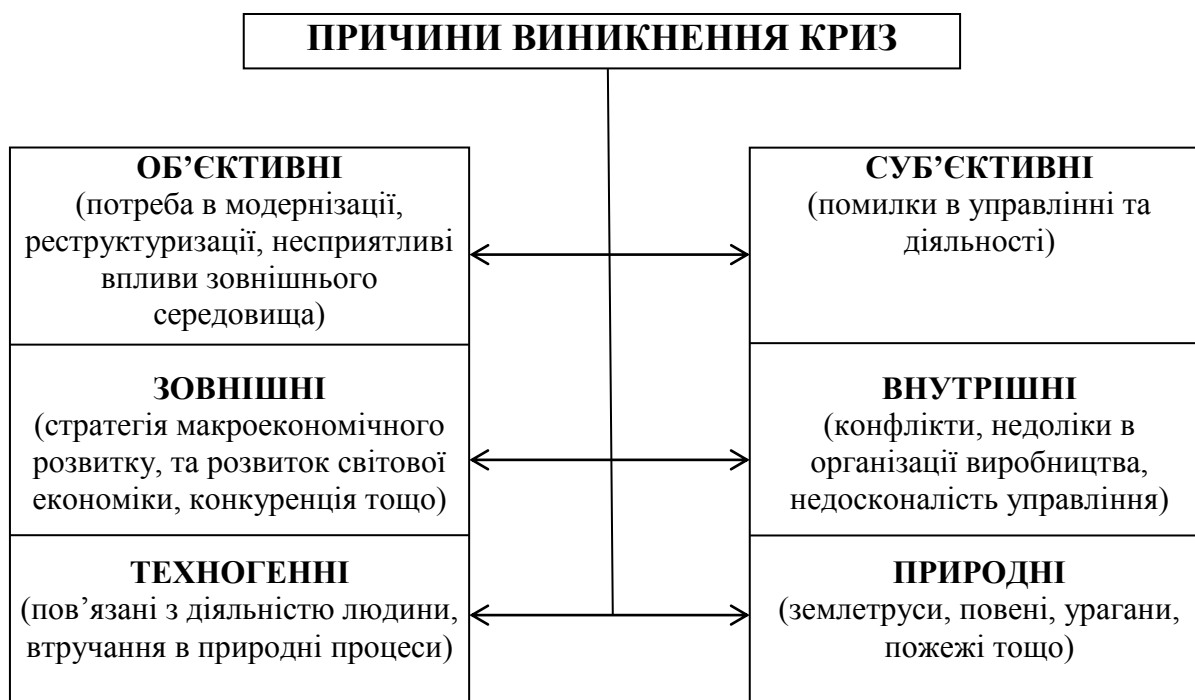 ПРИЧИНИ ВИНИКНЕННЯ КРИЗ
ОБ’ЄКТИВНІ
(потреба в модернізації,
реструктуризації, несприятливі
впливи зовнішнього
середовища)
СУБ’ЄКТИВНІ
(помилки в управлінні та
діяльності)
ЗОВНІШНІ
(стратегія макроекономічного
розвитку, та розвиток світової
економіки, конкуренція тощо)
ВНУТРІШНІ
(конфлікти, недоліки в
організації виробництва,
недосконалість управління)
ТЕХНОГЕННІ
(пов’язані з діяльністю людини,
втручання в природні процеси)
ПРИРОДНІ
(землетруси, повені, урагани,
пожежі тощо)